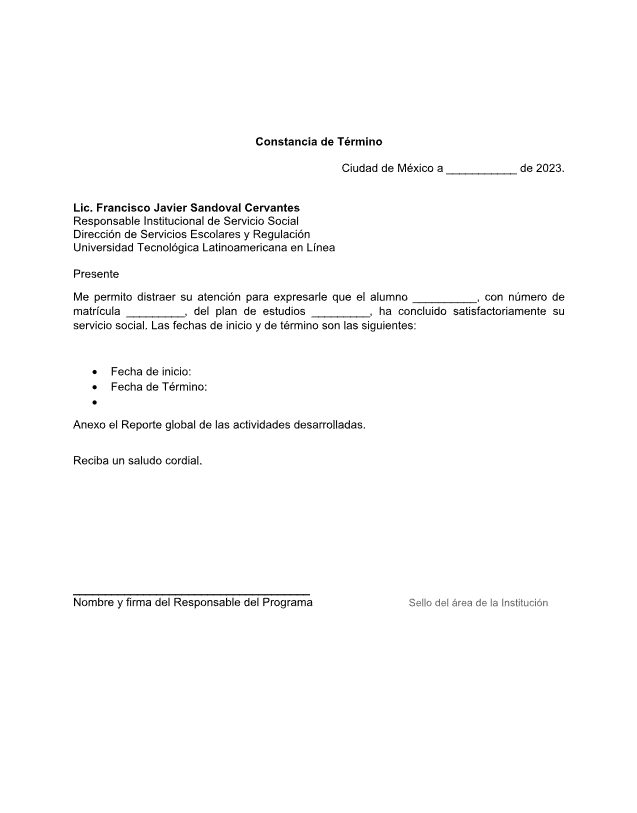 Constancia de Término
Ciudad de México a ___________ de 2023.
Lic. Francisco Javier Sandoval Cervantes
Responsable Institucional de Servicio Social
Dirección de Servicios Escolares y Regulación
Universidad Tecnológica Latinoamericana en Línea
Presente
Me permito distraer su atención para expresarle que el alumno __________, con número de
matrícula _________, del plan de estudios _________, ha concluido satisfactoriamente su
servicio social. Las fechas de inicio y de término son las siguientes:
• Fecha de inicio:
• Fecha de Término:
•
Anexo el Reporte global de las actividades desarrolladas.
Reciba un saludo cordial.
_____________________________________
Nombre y firma del Responsable del Programa Sello del área de la Institución